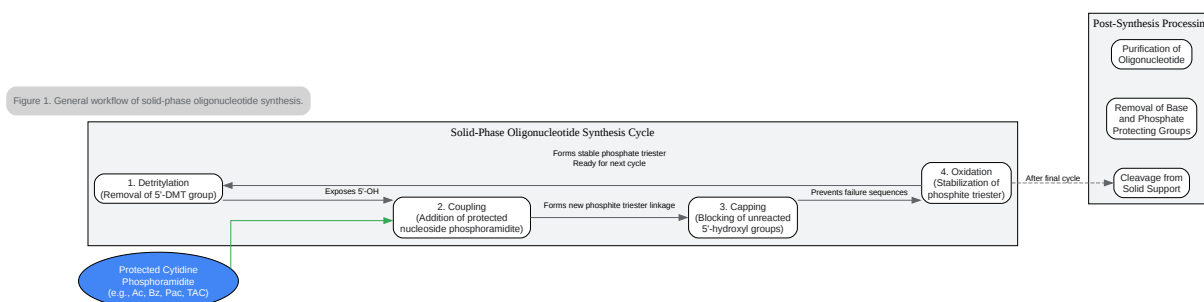 Post-Synthesis Processing
Purification of
Oligonucleotide
Figure 1. General workflow of solid-phase oligonucleotide synthesis.
Removal of Base
and Phosphate
Protecting Groups
Solid-Phase Oligonucleotide Synthesis Cycle
Forms stable phosphate triester
Ready for next cycle
1. Detritylation
(Removal of 5'-DMT group)
Exposes 5'-OH
2. Coupling
(Addition of protected
nucleoside phosphoramidite)
Forms new phosphite triester linkage
3. Capping
(Blocking of unreacted
5'-hydroxyl groups)
Prevents failure sequences
4. Oxidation
(Stabilization of
phosphite triester)
After final cycle
Cleavage from
Solid Support
Protected Cytidine
Phosphoramidite
(e.g., Ac, Bz, Pac, TAC)